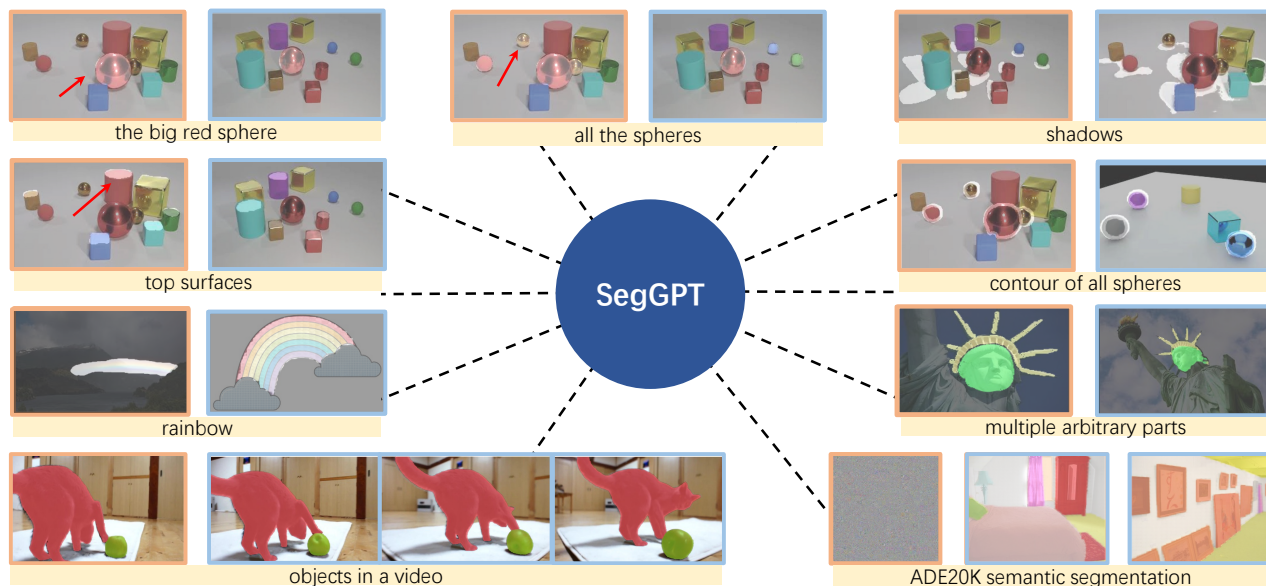 the big red sphere
all the spheres
shadows
top surfaces
SegGPT
contour of all spheres
rainbow
multiple arbitrary parts
objects in a video
ADE20K semantic segmentation